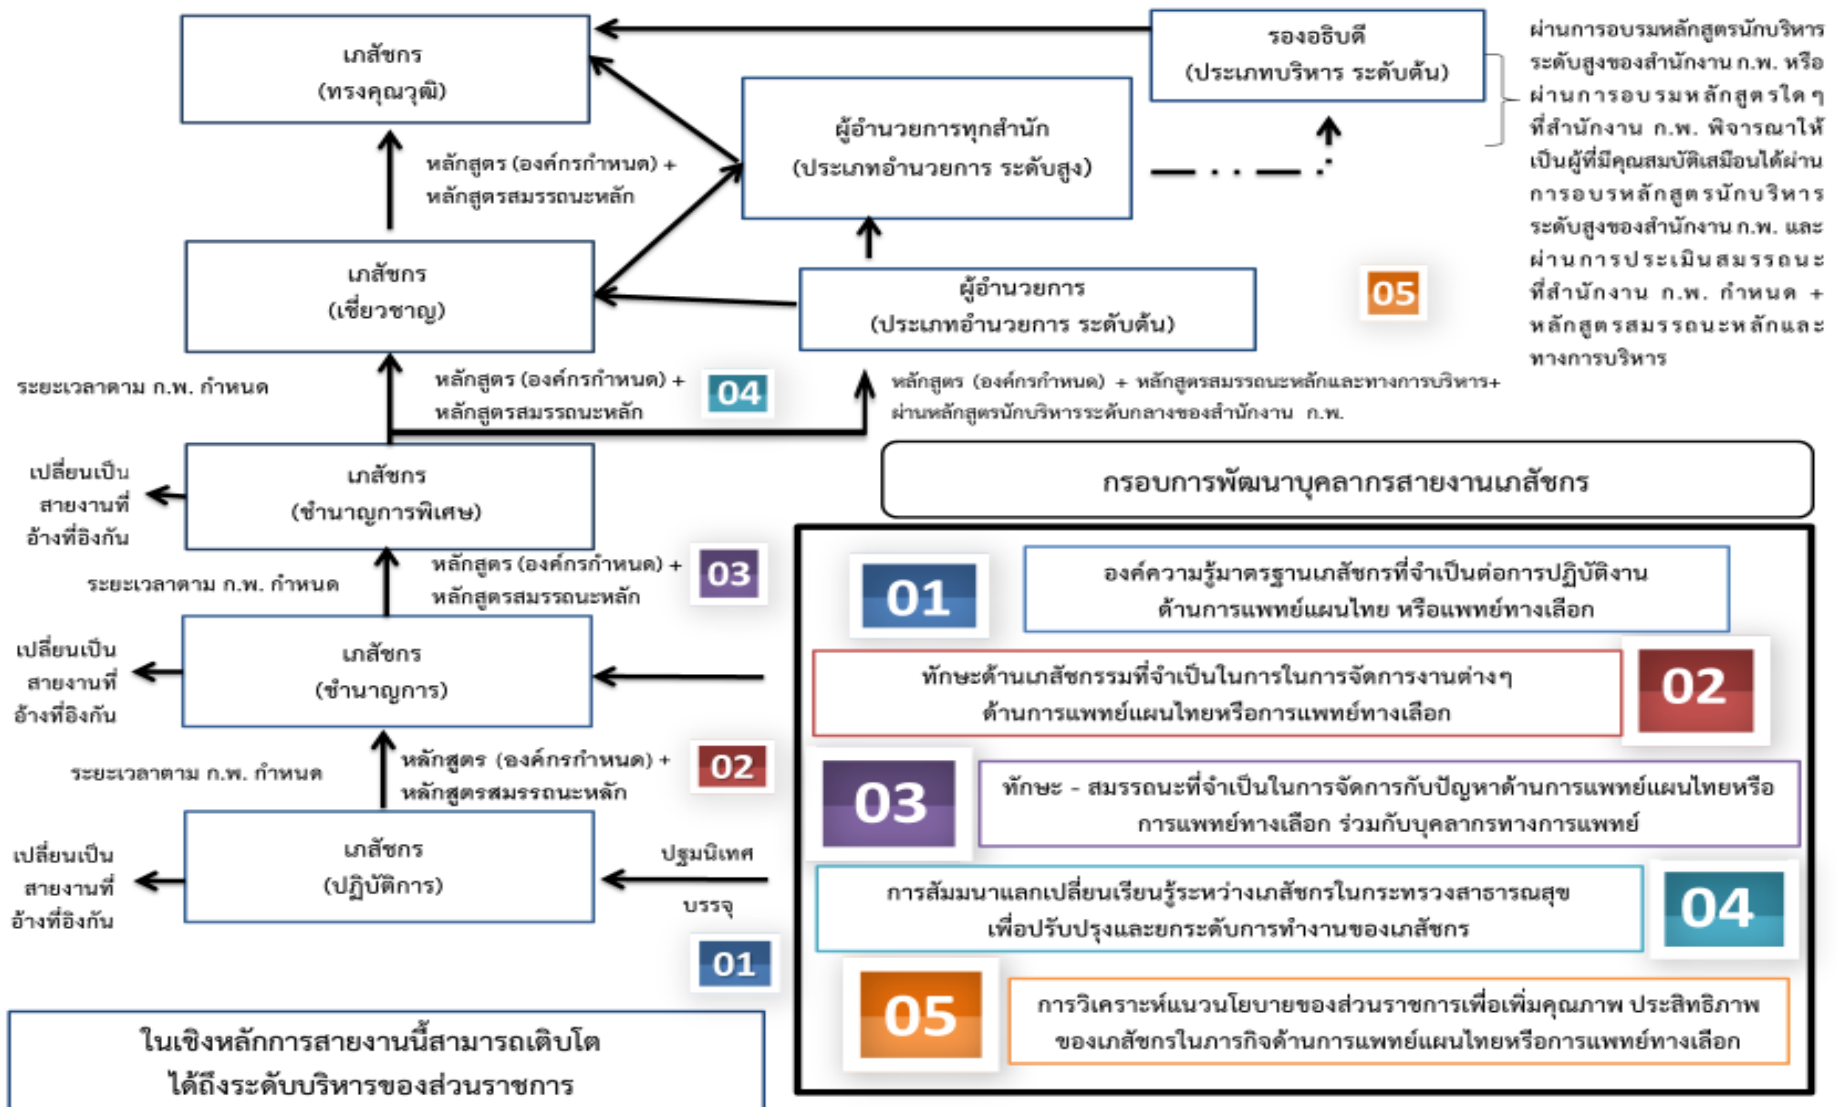 เภสัชกร
(ทรงคุณวุฒิ)
รองอธิบดี
(ประเภทบริหาร ระดับต้น)
ผ่านการอบรมหลักสูตรนักบริหาร
ระดับสูงของสำนักงาน ก.พ. หรือ
ผ่านการอบรมหลักสูตรใดๆ
ที่สำนักงาน ก.พ. พิจารณาให้
เป็นผู้ที่มีคุณสมบัติเสมือนได้ผ่าน
การอบรหลักสูตรนักบริหาร
ระดับสูงของสำนักงาน ก.พ. และ
ผ่านการประเมินสมรรถนะ
ที่สำนักงาน ก.พ. กำหนด +
หลักสูตรสมรรถนะหลักและ
ทางการบริหาร
ผู้อำนวยการทุกสำนัก
(ประเภทอำนวยการ ระดับสูง)
หลักสูตร (องค์กรกำหนด) +
หลักสูตรสมรรถนะหลัก
เภสัชกร
(เชี่ยวชาญ)
ผู้อำนวยการ
(ประเภทอำนวยการ ระดับต้น)
05
ระยะเวลาตาม ก.พ. กำหนด
หลักสูตร (องค์กรกำหนด) +
หลักสูตรสมรรถนะหลัก
04
หลักสูตร (องค์กรกำหนด) + หลักสูตรสมรรถนะหลักและทางการบริหาร+
ผ่านหลักสูตรนักบริหารระดับกลางของสำนักงาน ก.พ.
เปลี่ยนเป็น
สายงานที่
อ้างที่อิงกัน
เภสัชกร
(ชำนาญการพิเศษ)
ระยะเวลาตาม ก.พ. กำหนด
หลักสูตร (องค์กรกำหนด) +
หลักสูตรสมรรถนะหลัก
03
เปลี่ยนเป็น
สายงานที่
อ้างที่อิงกัน
เภสัชกร
(ชำนาญการ)
ระยะเวลาตาม ก.พ. กำหนด
หลักสูตร (องค์กรกำหนด) +
หลักสูตรสมรรถนะหลัก
02
เปลี่ยนเป็น
สายงานที่
อ้างที่อิงกัน
เภสัชกร
(ปฏิบัติการ)
ปฐมนิเทศ
บรรจุ
01
ในเชิงหลักการสายงานนี้สามารถเติบโต
ได้ถึงระดับบริหารของส่วนราชการ
กรอบการพัฒนาบุคลากรสายงานเภสัชกร
01
องค์ความรู้มาตรฐานเภสัชกรที่จำเป็นต่อการปฏิบัติงาน
ด้านการแพทย์แผนไทย หรือแพทย์ทางเลือก
ทักษะด้านเภสัชกรรมที่จำเป็นในการในการจัดการงานต่างๆ
ด้านการแพทย์แผนไทยหรือการแพทย์ทางเลือก
02
03
ทักษะ - สมรรถนะที่จำเป็นในการจัดการกับปัญหาด้านการแพทย์แผนไทยหรือ
การแพทย์ทางเลือก ร่วมกับบุคลากรทางการแพทย์
การสัมมนาแลกเปลี่ยนเรียนรู้ระหว่างเภสัชกรในกระทรวงสาธารณสุข
เพื่อปรับปรุงและยกระดับการทำงานของเภสัชกร
04
05
การวิเคราะห์แนวนโยบายของส่วนราชการเพื่อเพิ่มคุณภาพ ประสิทธิภาพ
ของเภสัชกรในภารกิจด้านการแพทย์แผนไทยหรือการแพทย์ทางเลือก